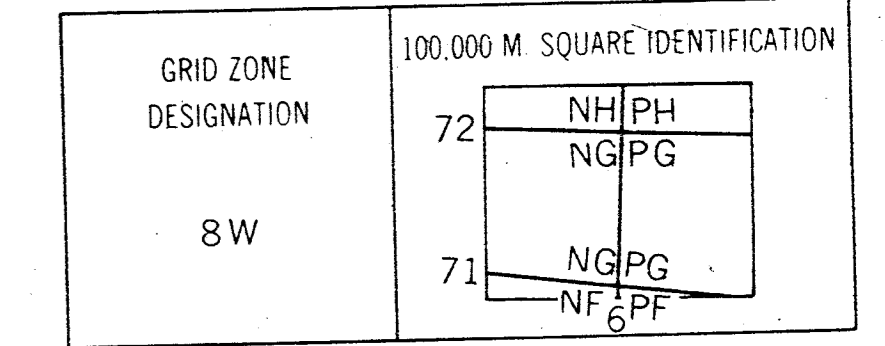 GRID ZONE
DESIGNATION
8W
100,000 M. SQUARE IDENTIFICATION
NH PH
72
NG PG
NG PG
71
NF PF
6